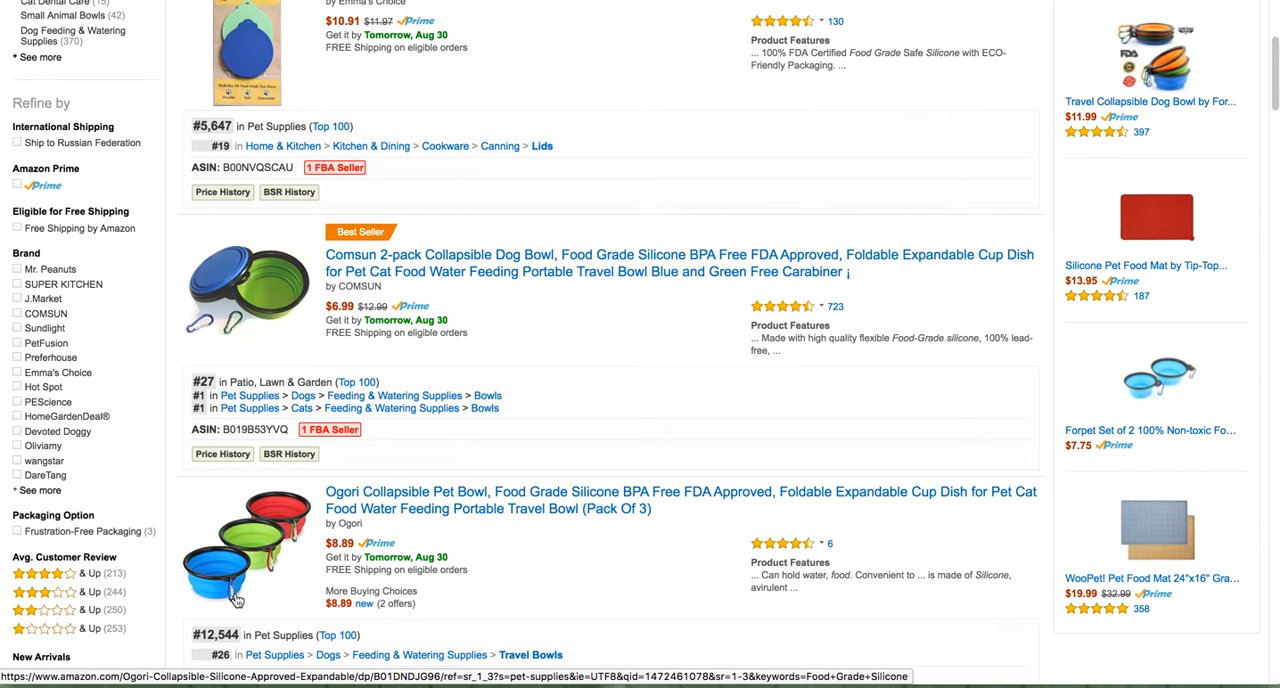 Cat Dental Care (15)
Small Animal Bowls (42)
Dog Feeding & Watering
Supplies (370)
See more
Refine by
International Shipping
Ship to Russian Federation
Amazon Prime
Prime
Eligible for Free Shipping
Free Shipping by Amazon
Brand
Mr. Peanuts
SUPER KITCHEN
J.Market
COMSUN
Sundlight
PetFusion
Preferhouse
Emma's Choice
Hot Spot
PEScience
HomeGardenDeal®
Devoted Doggy
Oliviamy
wangstar
DareTang
See more
Packaging Option
Frustration-Free Packaging (3)
Avg. Customer Review
& Up (213)
& Up (244)
& Up (250)
& Up (253)
New Arrivals
by Emma's Choice
$10.91 $11.97 Prime
Get it by Tomorrow, Aug 30
FREE Shipping on eligible orders
130
Product Features
... 100% FDA Certified Food Grade Safe Silicone with ECO-
Friendly Packaging. ...
#5,647 in Pet Supplies (Top 100)
#19 in Home & Kitchen > Kitchen & Dining > Cookware > Canning > Lids
ASIN: B00NVQSCAU 1 FBA Seller
Price History BSR History
Best Seller
Comsun 2-pack Collapsible Dog Bowl, Food Grade Silicone BPA Free FDA Approved, Foldable Expandable Cup Dish
for Pet Cat Food Water Feeding Portable Travel Bowl Blue and Green Free Carabiner ¡
by COMSUN
$6.99 $12.99 Prime
Get it by Tomorrow, Aug 30
FREE Shipping on eligible orders
723
Product Features
... Made with high quality flexible Food-Grade silicone, 100% lead-
free, ...
#27 in Patio, Lawn & Garden (Top 100)
#1 in Pet Supplies > Dogs > Feeding & Watering Supplies > Bowls
#1 in Pet Supplies > Cats > Feeding & Watering Supplies > Bowls
ASIN: B019B53YVQ 1 FBA Seller
Price History BSR History
Ogori Collapsible Pet Bowl, Food Grade Silicone BPA Free FDA Approved, Foldable Expandable Cup Dish for Pet Cat
Food Water Feeding Portable Travel Bowl (Pack Of 3)
by Ogori
$8.89 Prime
Get it by Tomorrow, Aug 30
FREE Shipping on eligible orders
More Buying Choices
$8.89 new (2 offers)
6
Product Features
... Can hold water, food. Convenient to ... is made of Silicone,
avirulent ...
#12,544 in Pet Supplies (Top 100)
#26 in Pet Supplies > Dogs > Feeding & Watering Supplies > Travel Bowls
FDA
Travel Collapsible Dog Bowl by For...
$11.99 Prime
397
Silicone Pet Food Mat by Tip-Top...
$13.95 Prime
187
Forpet Set of 2 100% Non-toxic Fo...
$7.75 Prime
WooPet! Pet Food Mat 24"x16" Gra...
$19.99 $32.99 Prime
358
https://www.amazon.com/Ogori-Collapsible-Silicone-Approved-Expandable/dp/B01DNDJG96/ref=sr_1_3?s=pet-supplies&ie=UTF8&qid=1472461078&sr=1-3&keywords=Food+Grade+Silicone